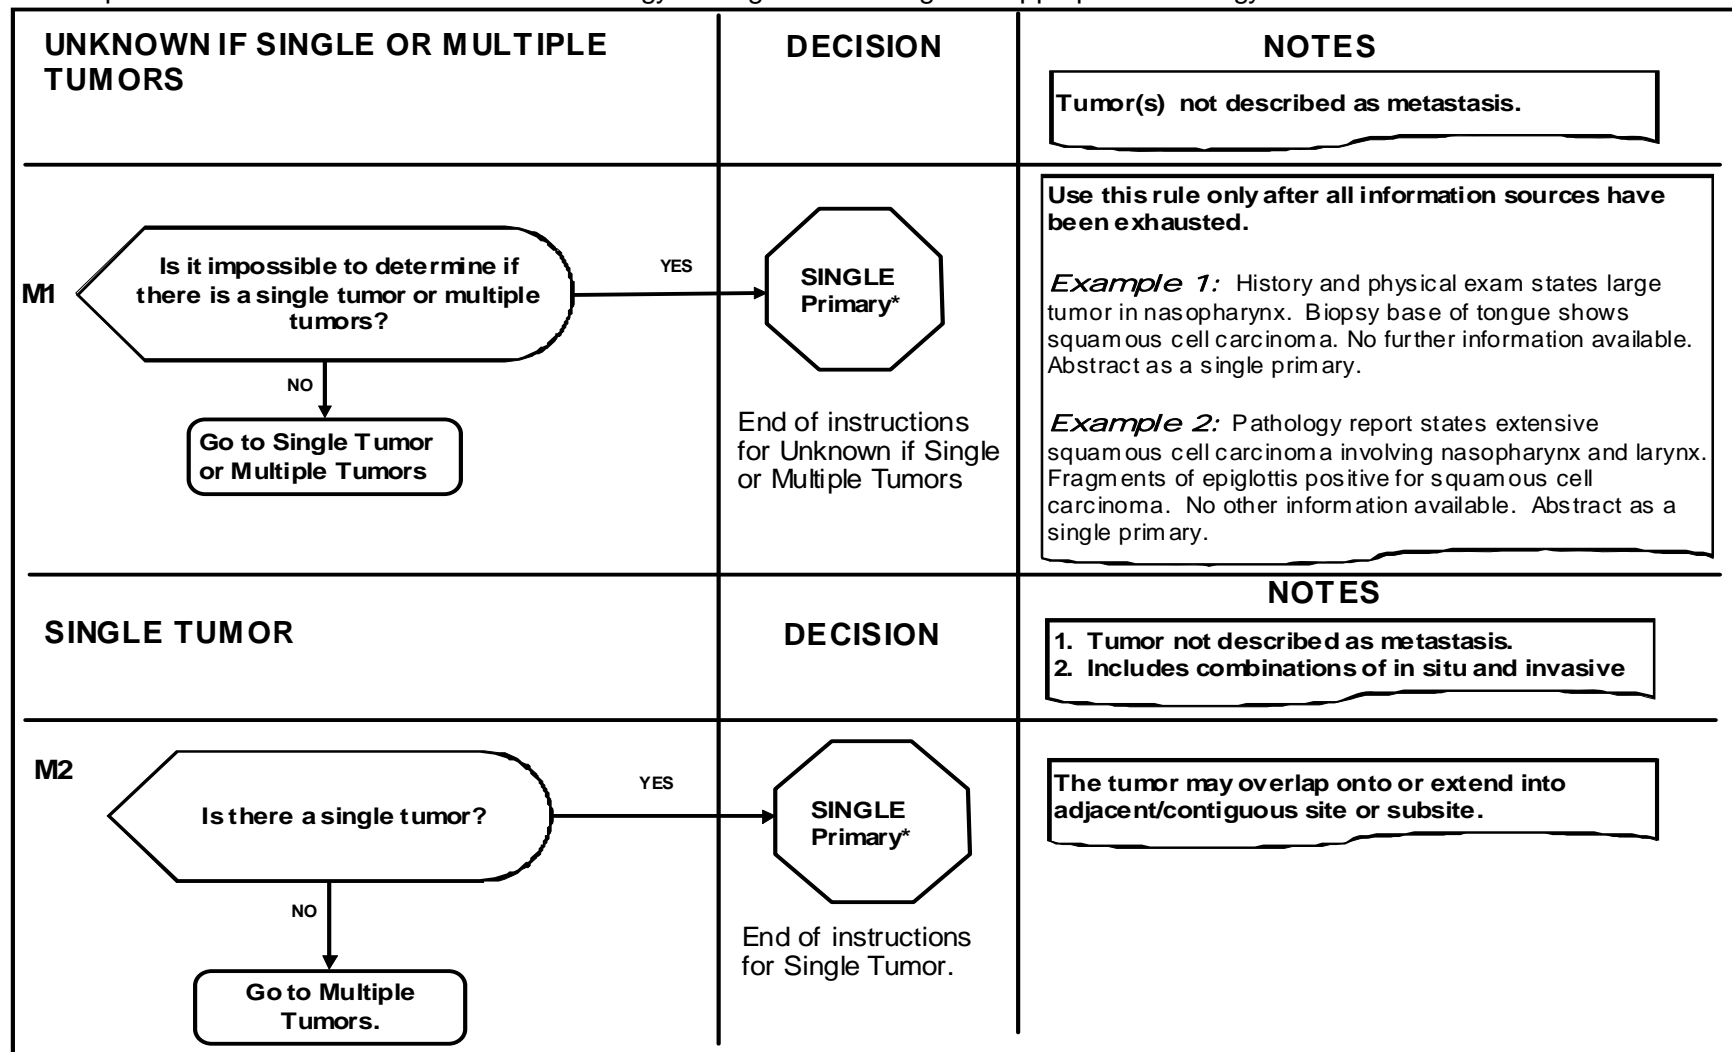 UNKNOWN IF SINGLE OR MULTIPLE
TUMORS
DECISION
NOTES
Tumor(s) not described as metastasis.
M1
Is it impossible to determine if
there is a single tumor or multiple
tumors?
YES
NO
Go to Single Tumor
or Multiple Tumors
SINGLE
Primary*
End of instructions
for Unknown if Single
or Multiple Tumors
Use this rule only after all information sources have
been exhausted.
Example 1: History and physical exam states large
tumor in nasopharynx. Biopsy base of tongue shows
squamous cell carcinoma. No further information available.
Abstract as a single primary.
Example 2: Pathology report states extensive
squamous cell carcinoma involving nasopharynx and larynx.
Fragments of epiglottis positive for squamous cell
carcinoma. No other information available. Abstract as a
single primary.
SINGLE TUMOR
DECISION
NOTES
1. Tumor not described as metastasis.
2. Includes combinations of in situ and invasive
M2
Is there a single tumor?
YES
NO
Go to Multiple
Tumors.
SINGLE
Primary*
End of instructions
for Single Tumor.
The tumor may overlap onto or extend into
adjacent/contiguous site or subsite.